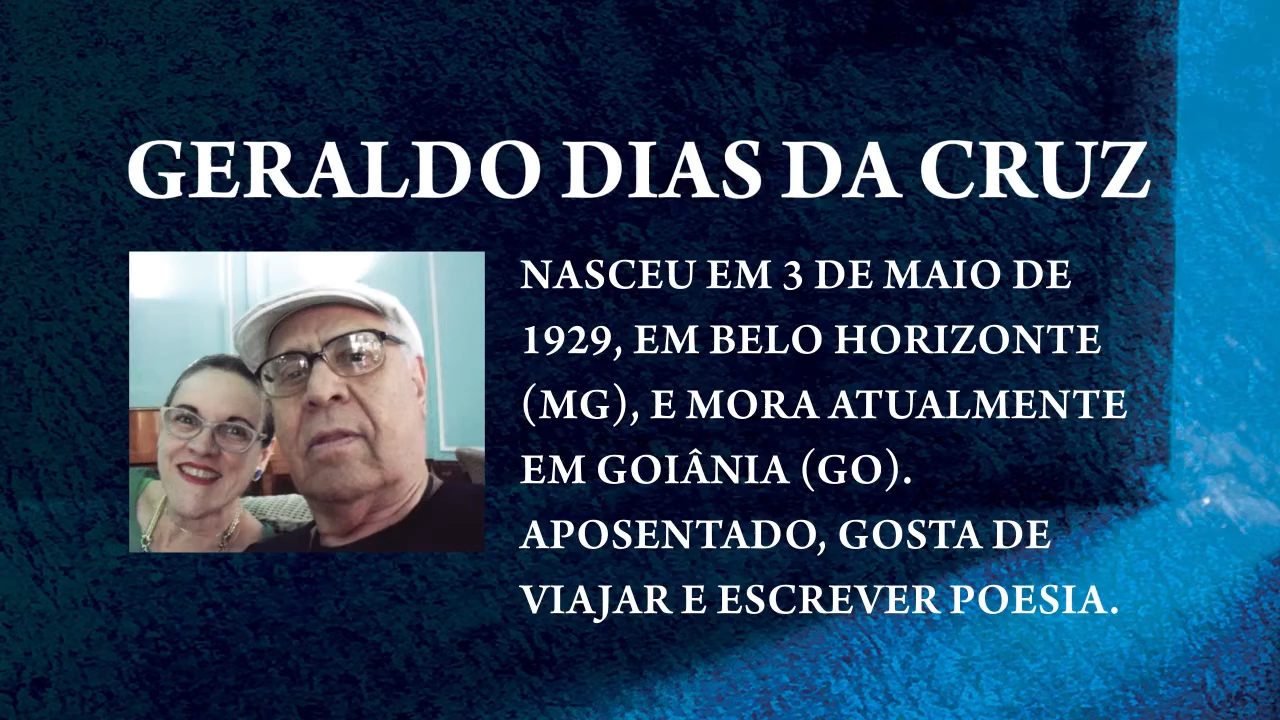 GERALDO DIAS DA CRUZ
NASCEU EM 3 DE MAIO DE
1929, EM BELO HORIZONTE
(MG), E MORA ATUALMENTE
EM GOIÂNIA (GO).
APOSENTADO, GOSTA DE
VIAJAR E ESCREVER POESIA.